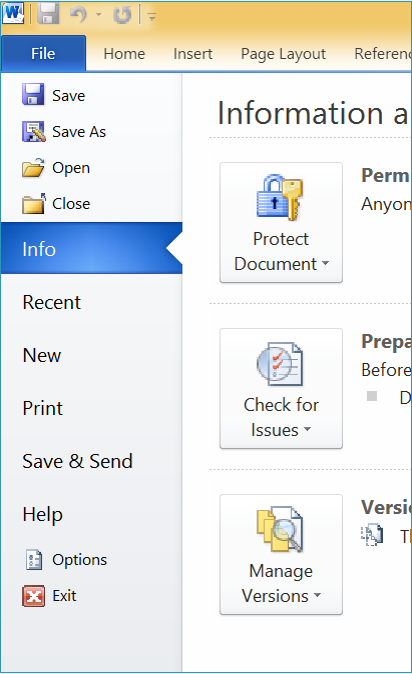 File Home Insert Page Layout Referenc
Save
Save As
Open
Close
Info
Recent
New
Print
Save & Send
Help
Options
Exit
Information a
Protect
Document
Perm
Anyon
Check for
Issues
Prepa
Before
D
Manage
Versions
Versio
Th